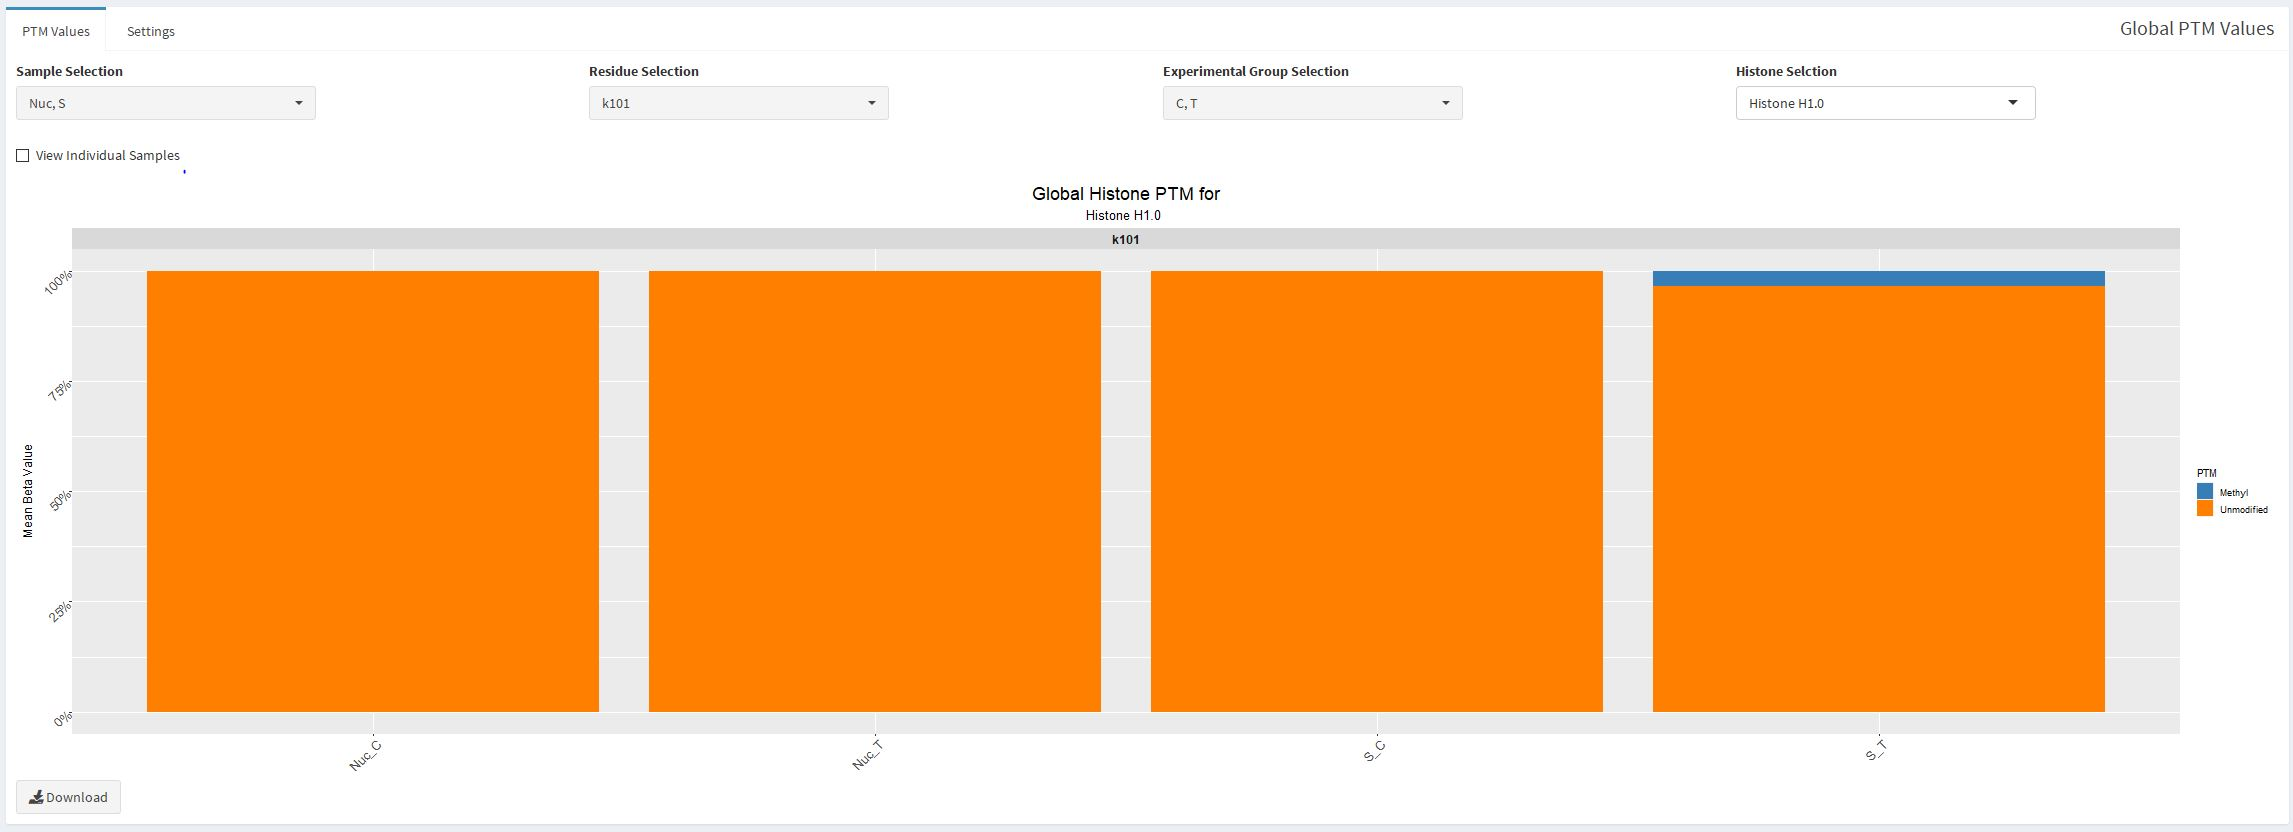 PTM Values
Settings
Global PTM Values
Sample Selection
Residue Selection
Experimental Group Selection
Histone Selction
Nuc, S
k101
C, T
Histone H1.0
View Individual Samples
Global Histone PTM for
Histone H1.0
k101
100%
75%
50%
25%
0%
Mean Beta Value
Nuc_C
Nuc_T
S_C
S_T
PTM
Methyl
Unmodified
Download